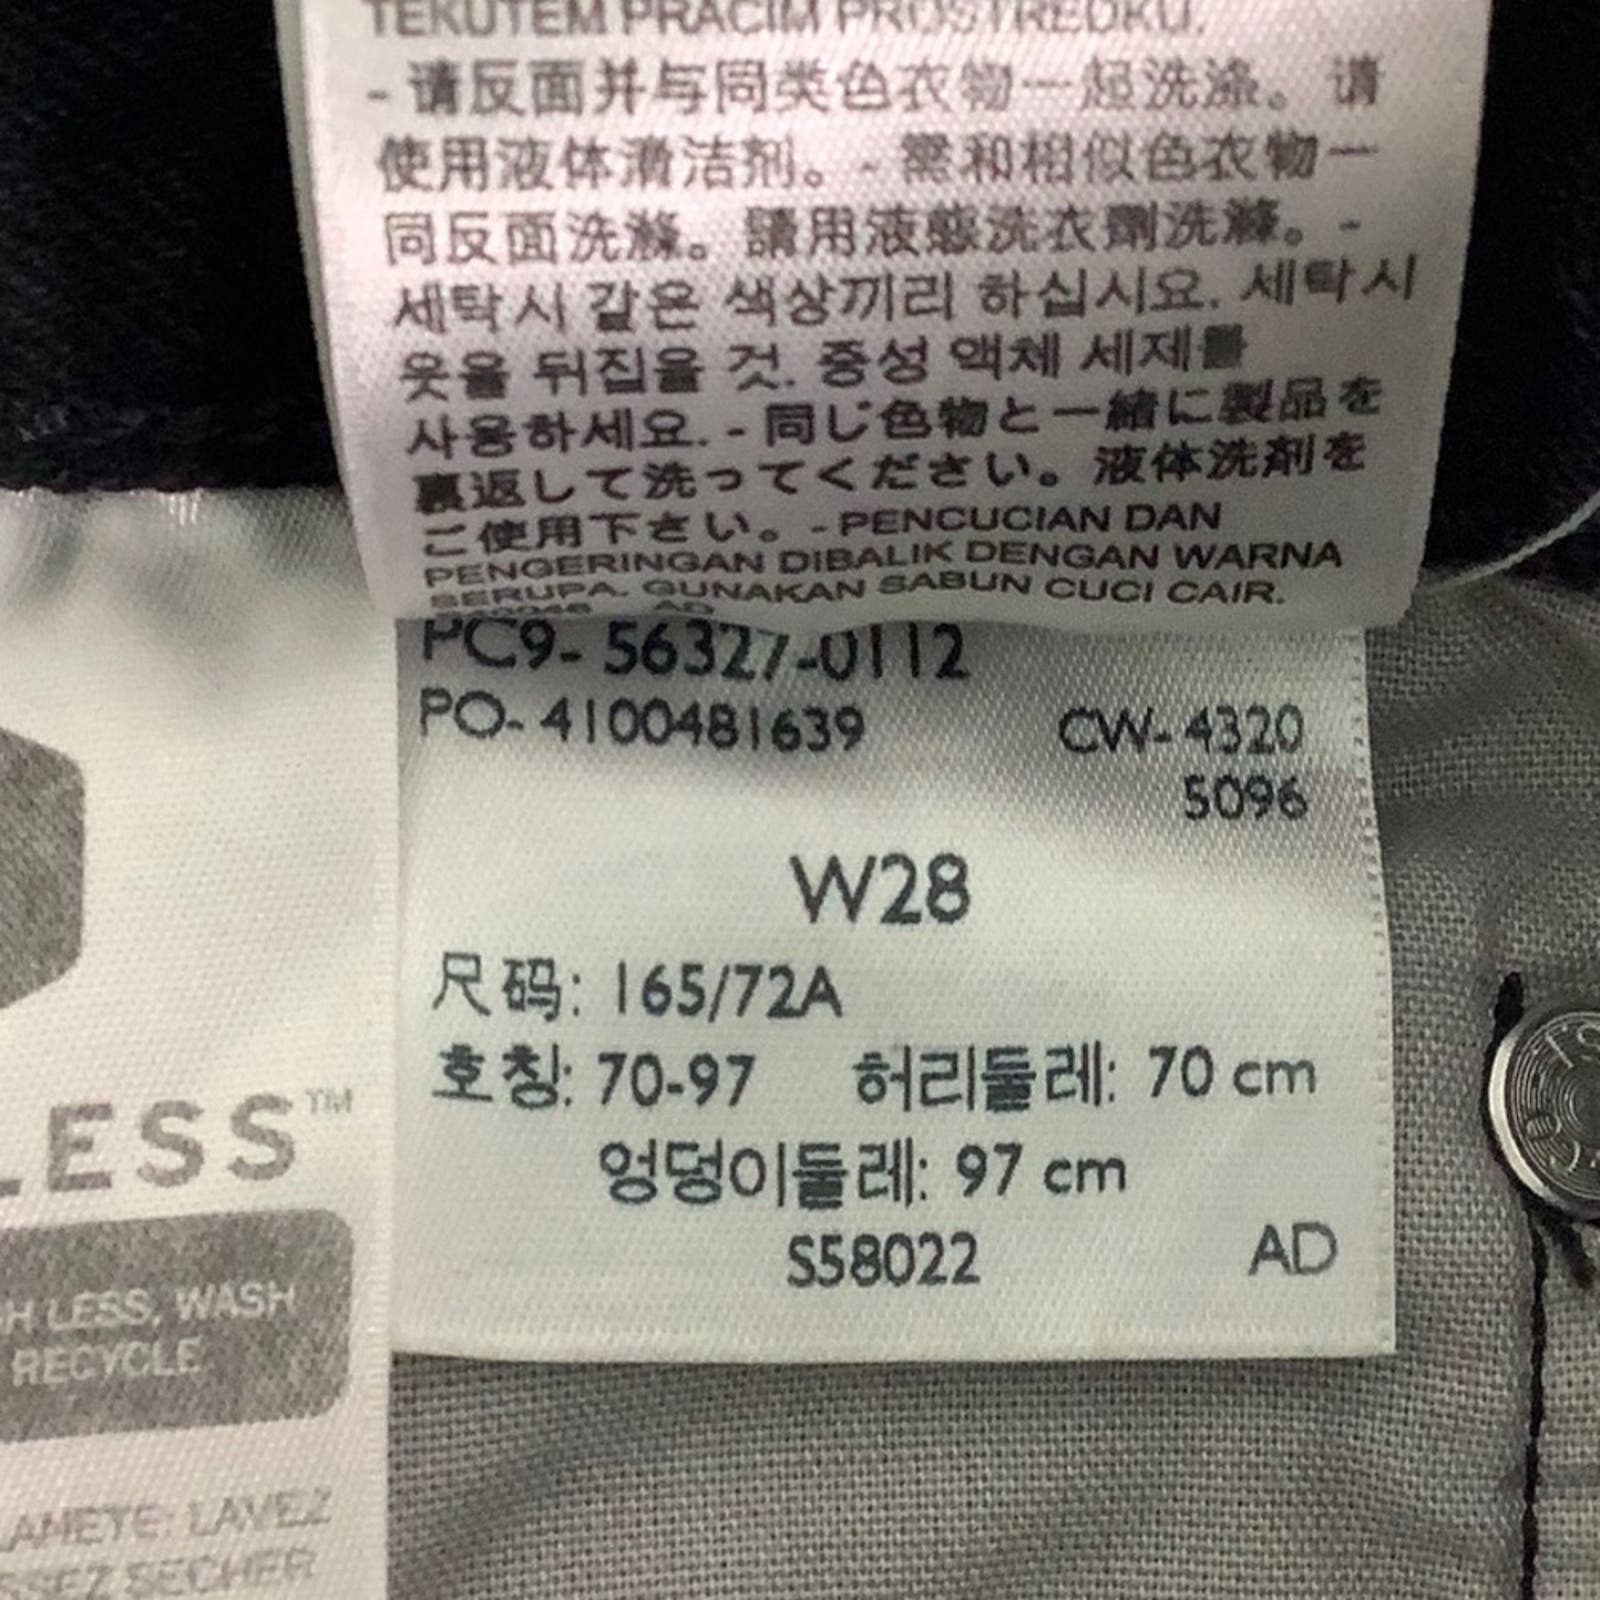 TEKUTEM PRACIM PROSTREDKU.
- 请反面并与同类色衣物一起洗涤。请
使用液体清洁剂。- 需和相似色衣物一
同反面洗滌。請用液態洗衣劑洗滌。-
세탁시 같은 색상끼리 하십시요. 세탁시
옷을 뒤집을 것. 중성 액체 세제를
사용하세요. - 同じ色物と一緒に製品を
裏返して洗ってください。液体洗剤を
ご使用下さい。- PENCUCIAN DAN
PENGERINGAN DIBALIK DENGAN WARNA
SERUPA. GUNAKAN SABUN CUCI CAIR.
AD
PC9- 56327-0112
PO- 4100481639 CW- 4320
5096
W28
尺码: 165/72A
호칭: 70-97 허리둘레: 70 cm
엉덩이둘레: 97 cm
S58022 AD
LESS™
H LESS, WASH
RECYCLE
LANETE: LAVEZ
SSEZ SECHER